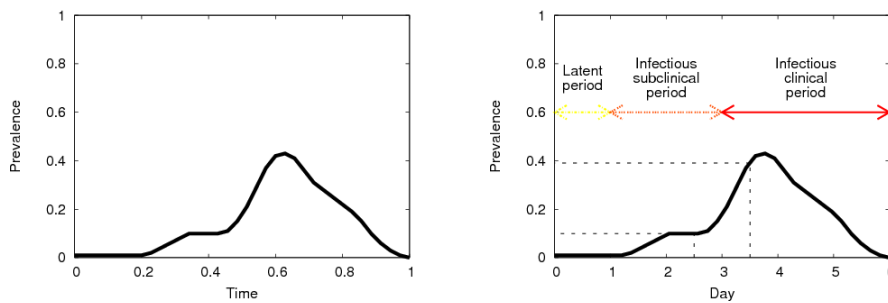 1
0.8
0.6
0.4
0.2
0
Prevalence
0
0.2
0.4
0.6
0.8
1
Time
1
0.8
0.6
0.4
0.2
0
Prevalence
Latent
period
Infectious
subclinical
period
Infectious
clinical
period
0
1
2
3
4
5
6
Day